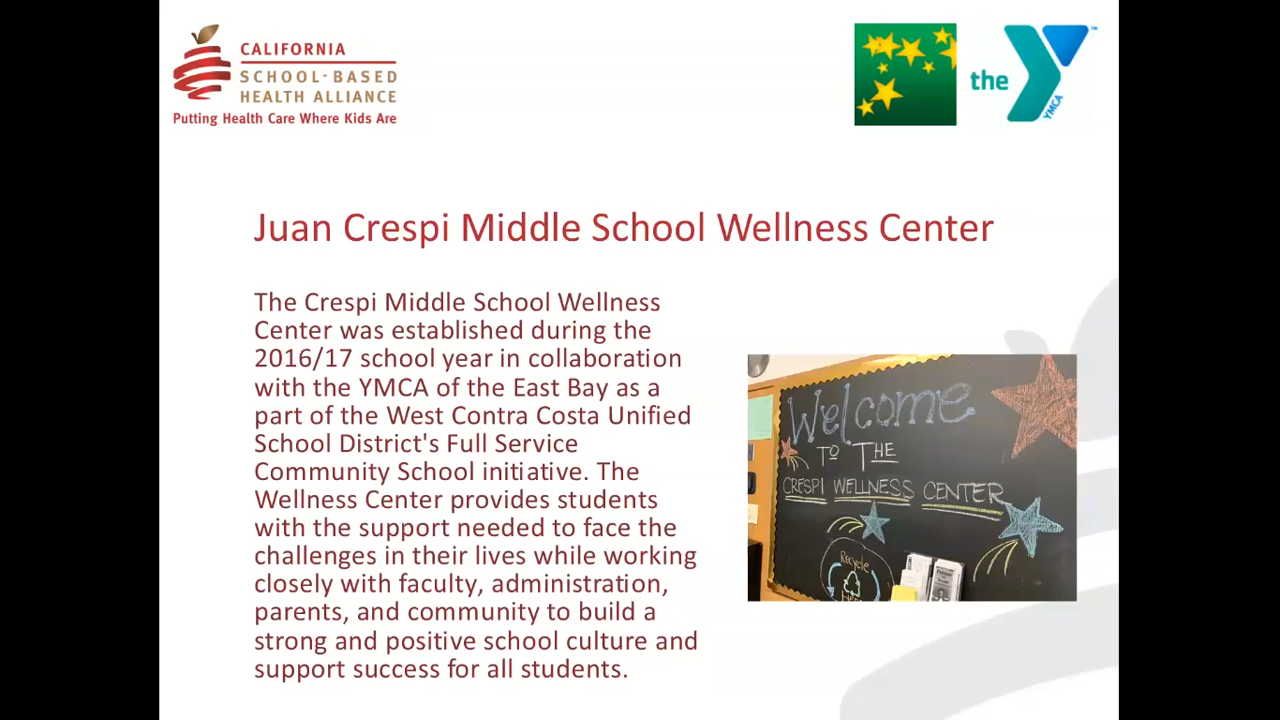 CALIFORNIA
SCHOOL-BASED
HEALTH ALLIANCE
Putting Health Care Where Kids Are
the
YMCA
Juan Crespi Middle School Wellness Center
The Crespi Middle School Wellness
Center was established during the
2016/17 school year in collaboration
with the YMCA of the East Bay as a
part of the West Contra Costa Unified
School District's Full Service
Community School initiative. The
Wellness Center provides students
with the support needed to face the
challenges in their lives while working
closely with faculty, administration,
parents, and community to build a
strong and positive school culture and
support success for all students.
Welcome
TO THE
CRESPI WELLNESS CENTER
Recycle